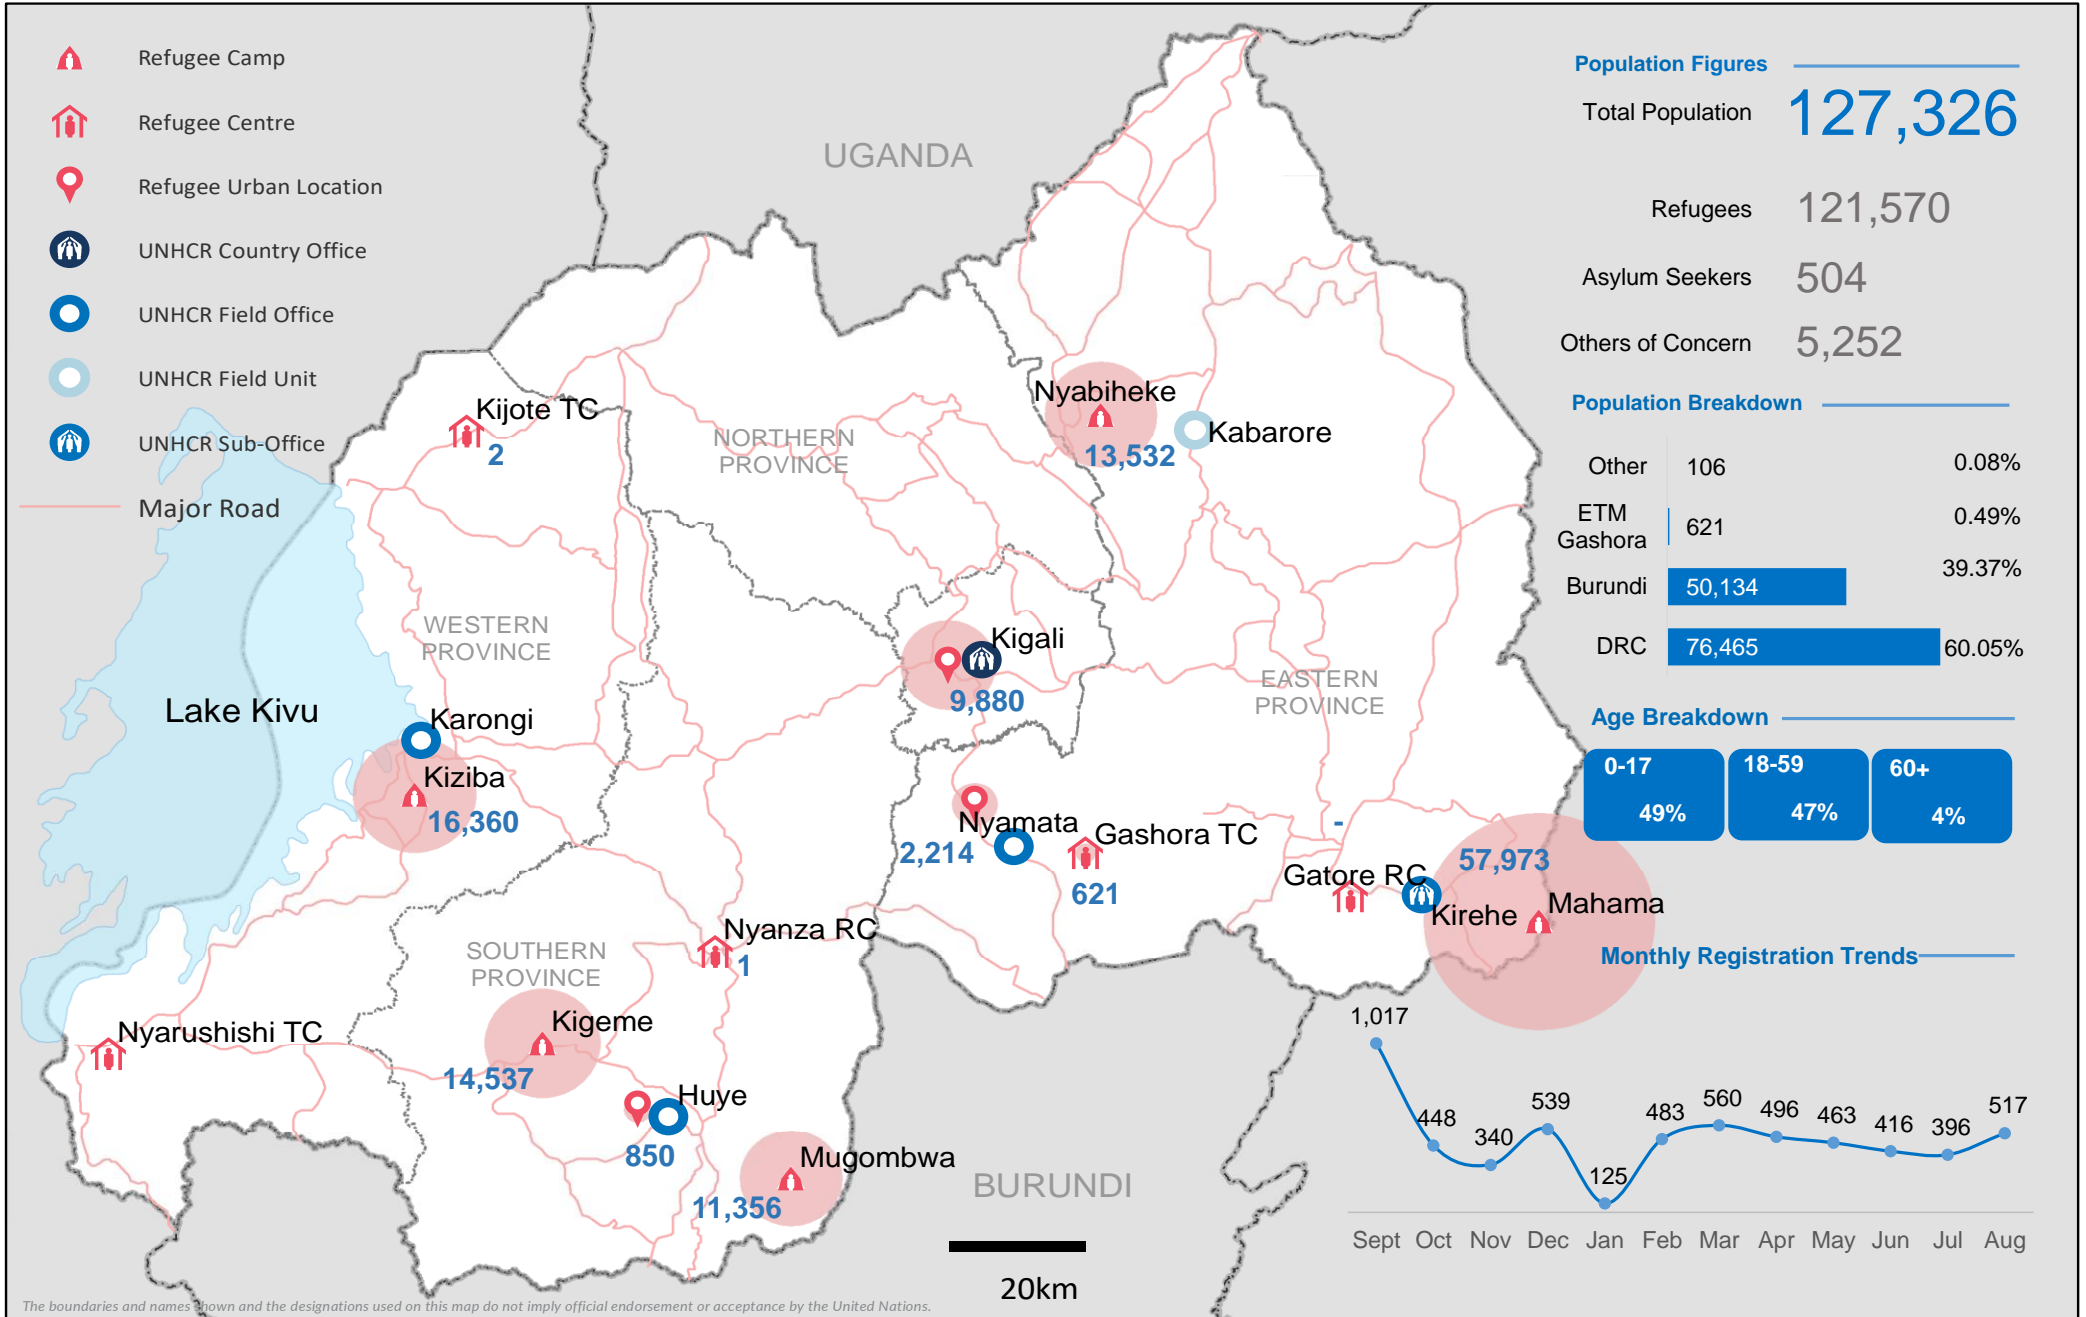 Refugee Camp
Refugee Centre
Refugee Urban Location
UNHCR Country Office
UNHCR Field Office
UNHCR Field Unit
UNHCR Sub-Office
Major Road
UGANDA
Kijote TC
2
NORTHERN
PROVINCE
Nyabiheke
13,532
Kabarore
WESTERN
PROVINCE
Kigali
9,880
EASTERN
PROVINCE
Lake Kivu
Karongi
Kiziba
16,360
Nyamata
2,214
Gashora TC
621
-
Gatore RC
57,973
Kirehe
Mahama
Nyanza RC
1
SOUTHERN
PROVINCE
Nyarushishi TC
Kigeme
14,537
Huye
850
Mugombwa
11,356
BURUNDI
20km
The boundaries and names shown and the designations used on this map do not imply official endorsement or acceptance by the United Nations.
Population Figures
Total Population 127,326
Refugees 121,570
Asylum Seekers 504
Others of Concern 5,252
Population Breakdown
Other 106 0.08%
ETM
Gashora 621 0.49%
Burundi 50,134 39.37%
DRC 76,465 60.05%
Age Breakdown
0-17 18-59 60+
49% 47% 4%
Monthly Registration Trends
1,017 448 340 539 125 483 560 496 463 416 396 517
Sept Oct Nov Dec Jan Feb Mar Apr May Jun Jul Aug